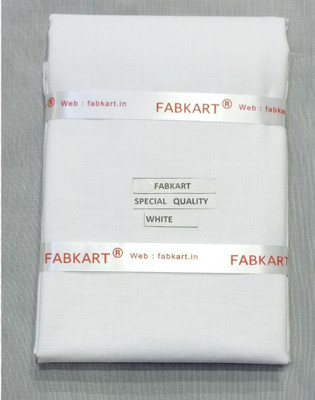 ® Web : fabkart.in FABKART®
FABKART
SPECIAL QUALITY
WHITE
FABKART® Web : fabkart.in FABKART